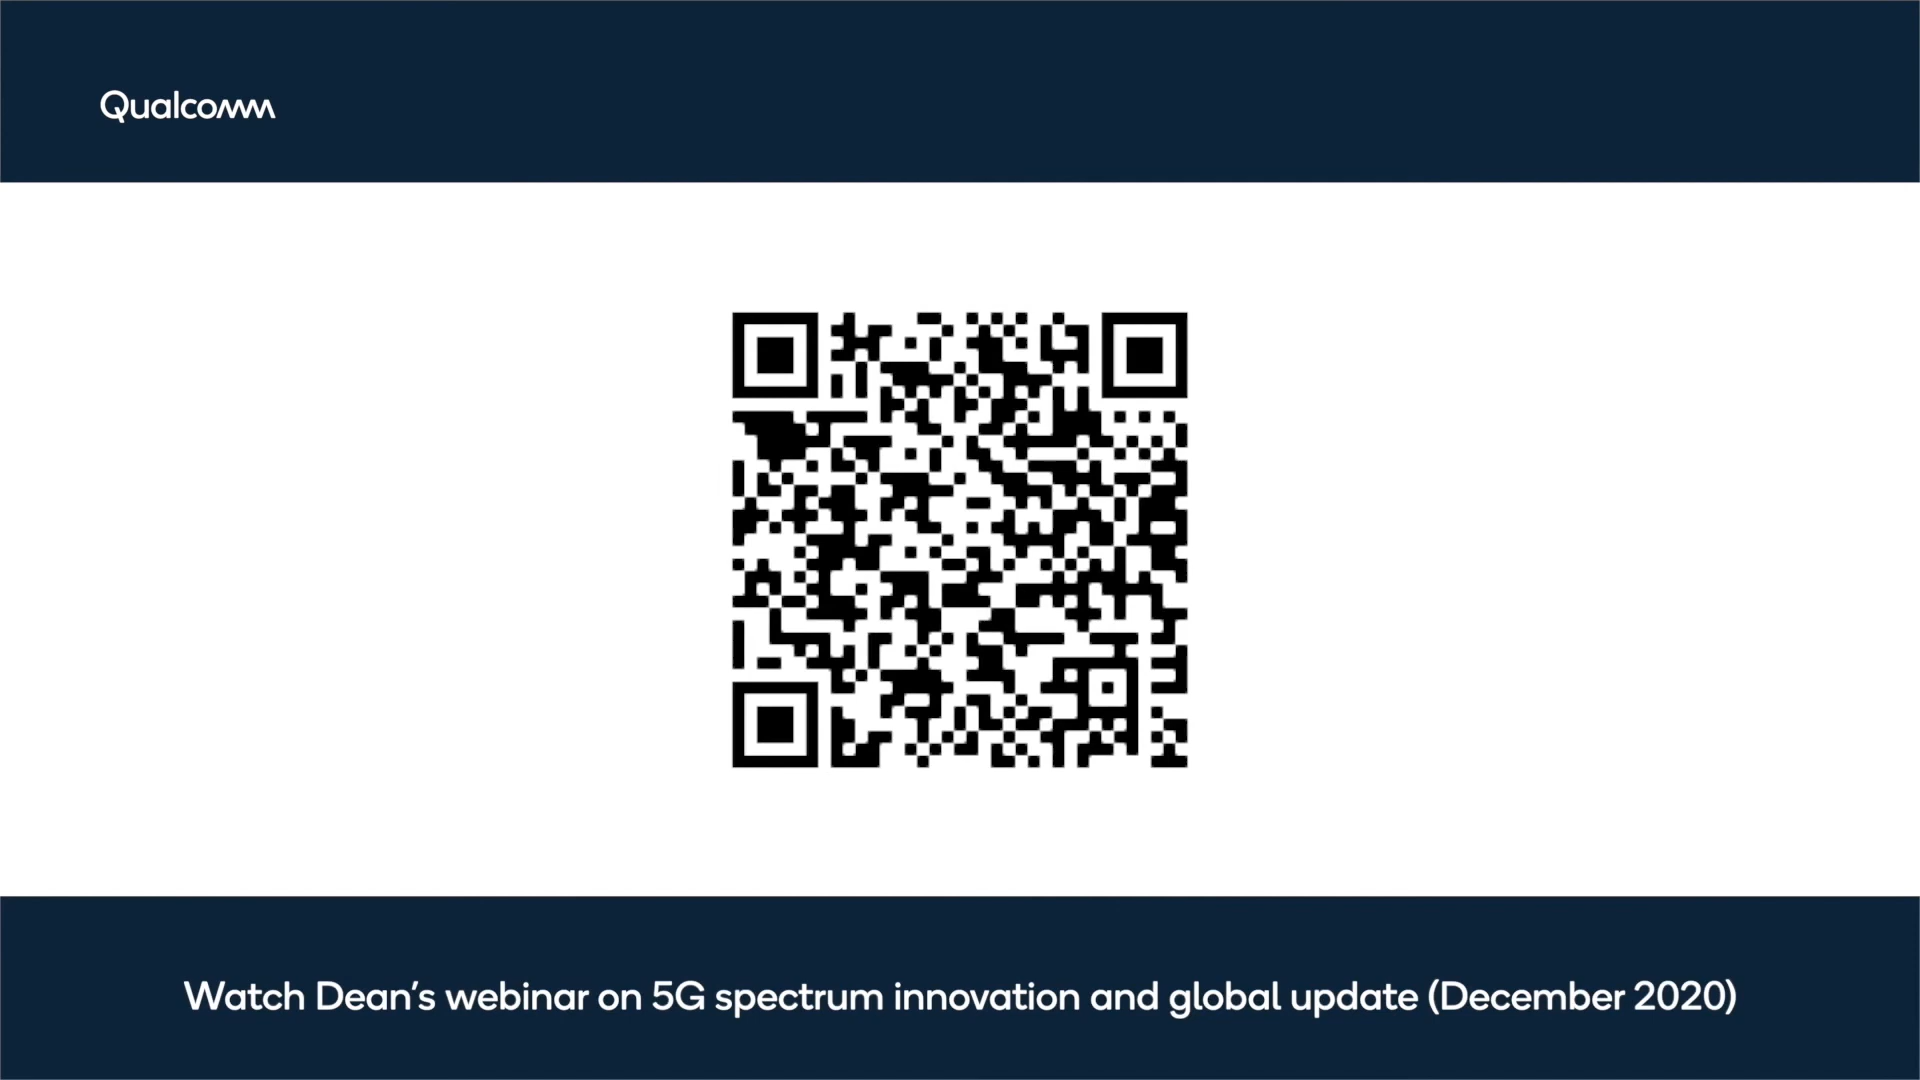 Qualcomm
Watch Dean's webinar on 5G spectrum innovation and global update (December 2020)